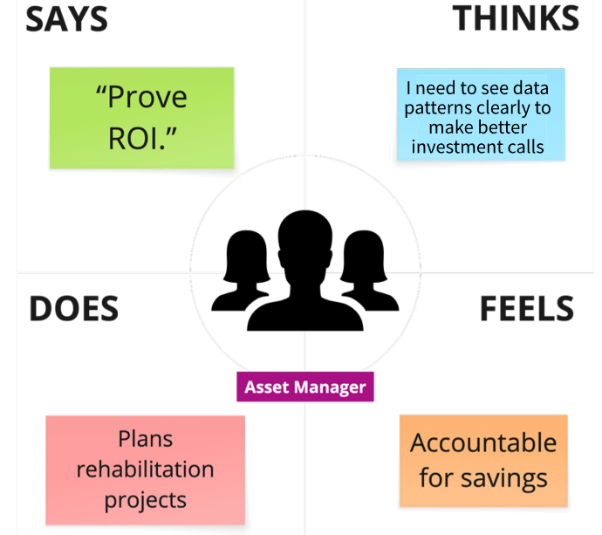 SAYS
THINKS
“Prove
ROI.”
I need to see data
patterns clearly to
make better
investment calls
DOES
FEELS
Asset Manager
Plans
rehabilitation
projects
Accountable
for savings